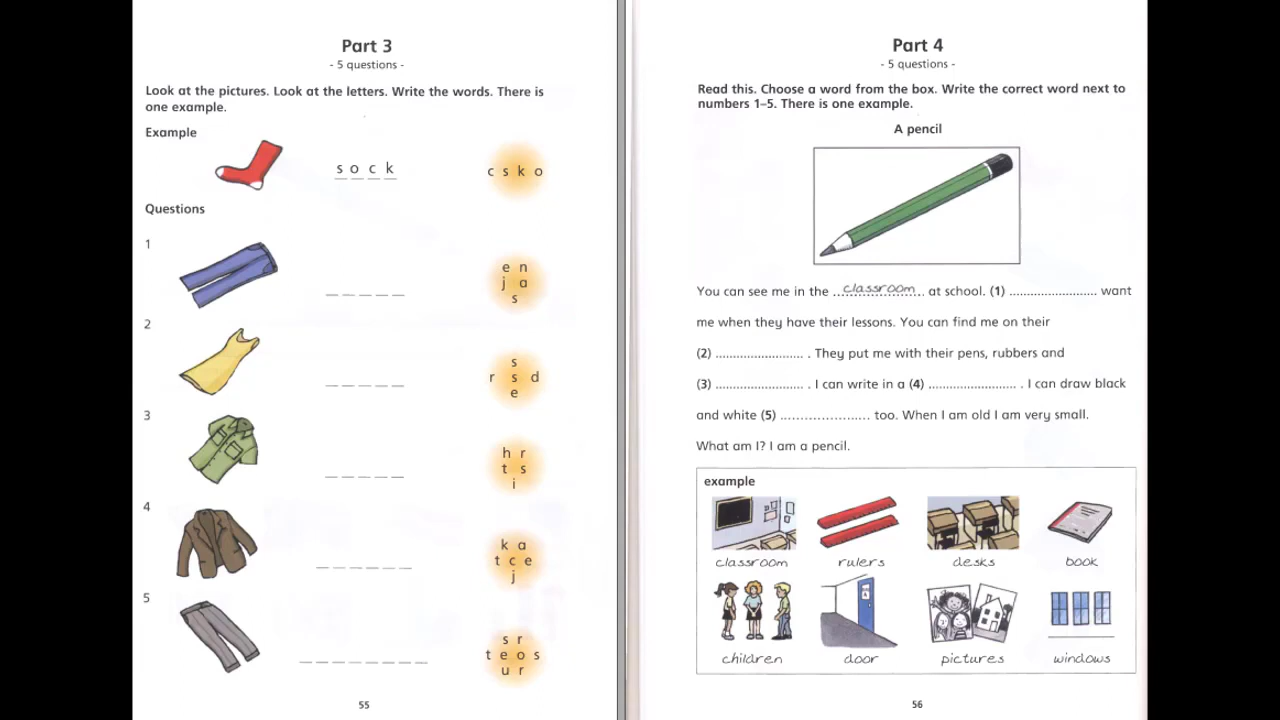 Part 3
- 5 questions -
Look at the pictures. Look at the letters. Write the words. There is
one example.
Example
s o c k
c s k o
Questions
1
_ _ _ _ _
e n
j a
s
2
_ _ _ _ _
s
r s d
e
3
_ _ _ _ _
h r
t s
i
4
_ _ _ _ _ _
k a
t c e
j
5
_ _ _ _ _ _ _ _
s r
t e o s
u r
55
Part 4
- 5 questions -
Read this. Choose a word from the box. Write the correct word next to
numbers 1–5. There is one example.
A pencil
You can see me in the classroom at school. (1) ........................ want
me when they have their lessons. You can find me on their
(2) ........................ . They put me with their pens, rubbers and
(3) ........................ . I can write in a (4) ........................ . I can draw black
and white (5) ........................ too. When I am old I am very small.
What am I? I am a pencil.
example
classroom rulers desks book
children door pictures windows
56